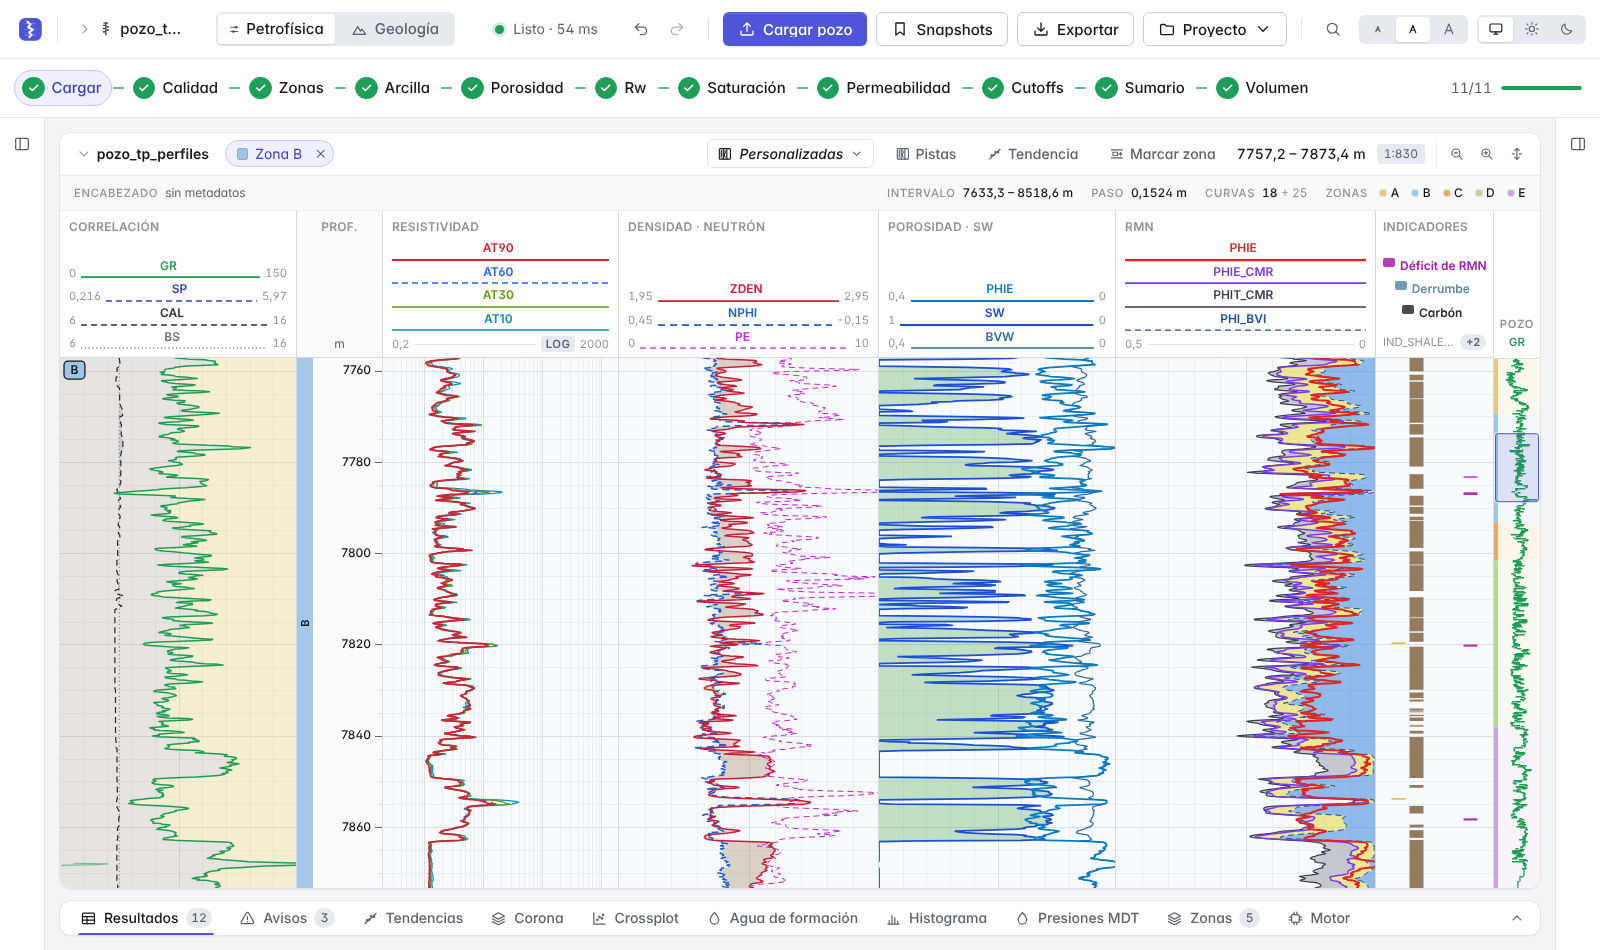 pozo_t... Petrofísica Geología Listo · 54 ms Cargar pozo Snapshots Exportar Proyecto A A A
Cargar Calidad Zonas Arcilla Porosidad Rw Saturación Permeabilidad Cutoffs Sumario Volumen 11/11
pozo_tp_perfiles Zona B × Personalizadas Pistas Tendencia Marcar zona 7757,2 – 7873,4 m 1:830
ENCABEZADO sin metadatos INTERVALO 7633,3 – 8518,6 m PASO 0,1524 m CURVAS 18 + 25 ZONAS A B C D E
CORRELACIÓN PROF. RESISTIVIDAD DENSIDAD · NEUTRÓN POROSIDAD · SW RMN INDICADORES
AT90 PHIE
0 GR 150 AT60 PHIE_CMR Déficit de RMN
0,216 SP 5,97 AT30 1,95 ZDEN 2,95 0,4 PHIE 0 PHIT_CMR Derrumbe
6 CAL 16 AT10 0,45 NPHI -0,15 1 SW 0 PHI_BVI Carbón
POZO
6 BS 16 m 0,2 LOG 2000 0 PE 10 0,4 BVW 0 0,5 0 IND_SHALE... +2 GR
B
7760
7780
7800
B
7820
7840
7860
Resultados 12 Avisos 3 Tendencias Corona Crossplot Agua de formación Histograma Presiones MDT Zonas 5 Motor